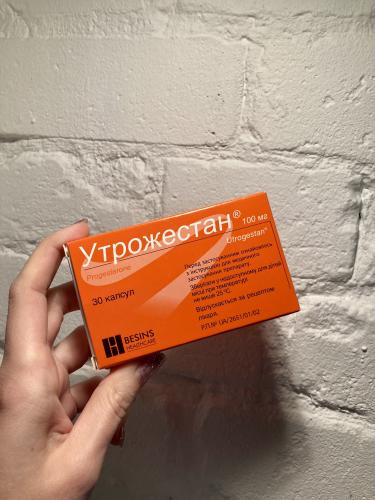 Утрожестан® 100 мг
Progesterone
Utrogestan®
30 капсул
Перед застосуванням ознайомтесь
з інструкцією для медичного
застосування препарату.
Зберігати у недоступному для дітей
місці при температурі
не вище 25 °C.
Відпускається за рецептом
лікаря.
Р.П.№ UA/2651/01/02
BESINS
HEALTHCARE